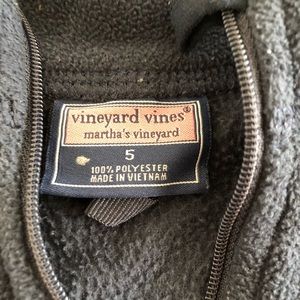 vineyard vines®
martha's vineyard
5
100% POLYESTER
MADE IN VIETNAM